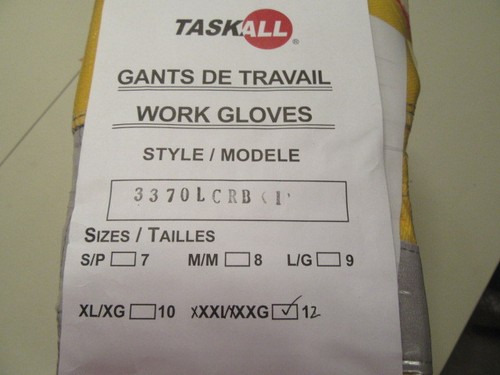 TASKALL®
GANTS DE TRAVAIL
WORK GLOVES
STYLE / MODELE
3370LCRB
SIZES / TAILLES
S/P 7 M/M 8 L/G 9
XL/XG 10 XXXL/XXXG ✓ 12